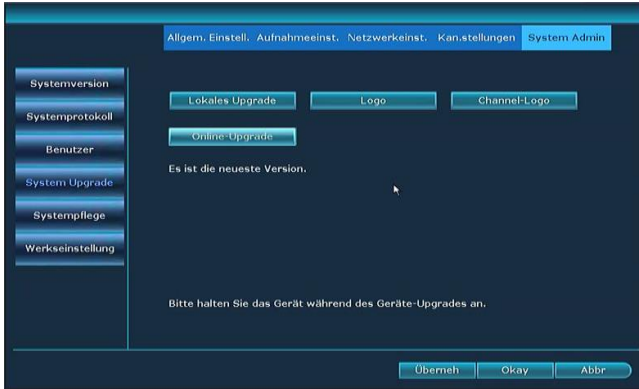 Allgem. Einstell. Aufnahmeeinst. Netzwerkeinst. Kan.stellungen System Admin
Systemversion
Systemprotokoll
Benutzer
System Upgrade
Systempflege
Werkseinstellung
Lokales Upgrade Logo Channel-Logo
Online-Upgrade
Es ist die neueste Version.
Bitte halten Sie das Gerät während des Geräte-Upgrades an.
Überneh Okay Abbr